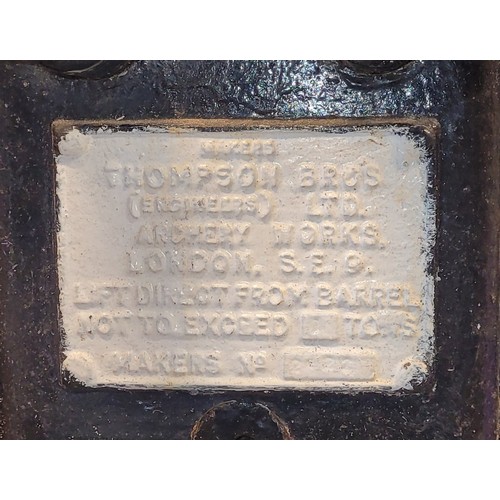 MAKERS
THOMPSON BROS
(ENGINEERS) LTD.
ARCHERY WORKS.
LONDON. S.E.9.
LIFT DIRECT FROM BARREL
NOT TO EXCEED TONS
MAKERS No